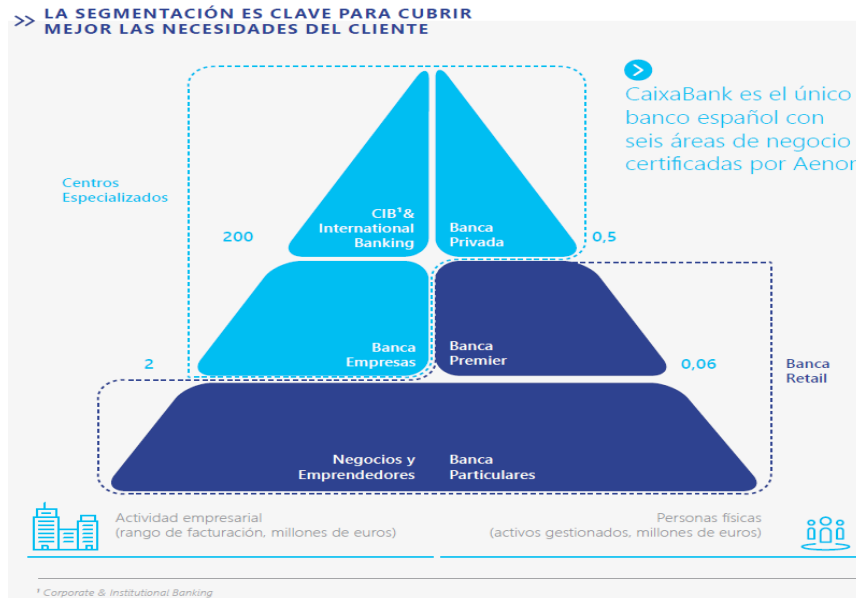 >> LA SEGMENTACIÓN ES CLAVE PARA CUBRIR
MEJOR LAS NECESIDADES DEL CLIENTE
CaixaBank es el único
banco español con
seis áreas de negocio
certificadas por Aenor
Centros
Especializados
CIB¹&
International
Banking
Banca
Privada
200
0,5
Banca
Empresas
Banca
Premier
2
0,06
Banca
Retail
Negocios y
Emprendedores
Banca
Particulares
Actividad empresarial
(rango de facturación, millones de euros)
Personas físicas
(activos gestionados, millones de euros)
¹ Corporate & Institutional Banking